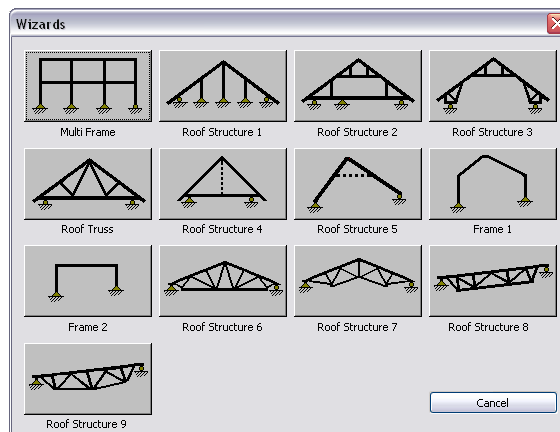 Wizards
Multi Frame
Roof Structure 1
Roof Structure 2
Roof Structure 3
Roof Truss
Roof Structure 4
Roof Structure 5
Frame 1
Frame 2
Roof Structure 6
Roof Structure 7
Roof Structure 8
Roof Structure 9
Cancel